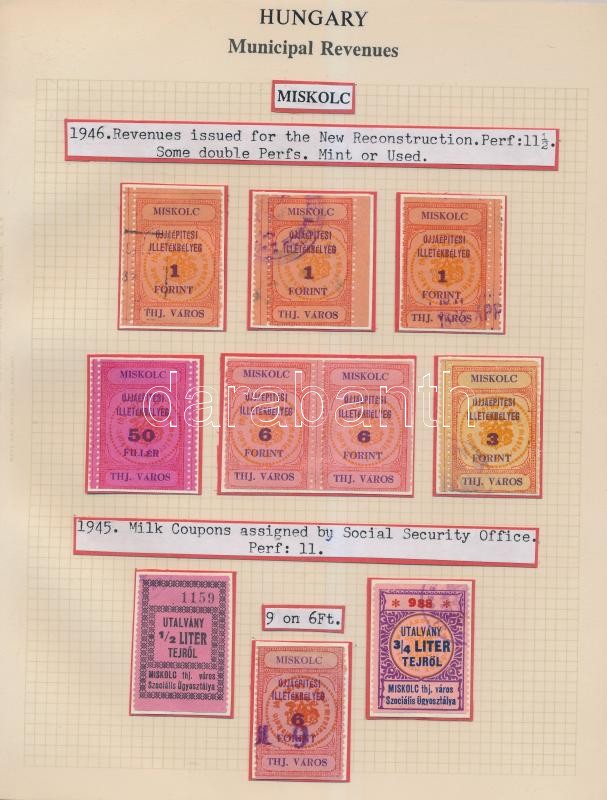 HUNGARY
Municipal Revenues
MISKOLC
1946.Revenues issued for the New Reconstruction.Perf:11½.
Some double Perfs. Mint or Used.
MISKOLC
ÚJJÁÉPITÉSI
ILLETÉKBÉLYEG
1
FORINT
THJ. VÁROS
MISKOLC
ÚJJÁÉPITÉSI
ILLETÉKBÉLYEG
1
FORINT
THJ. VÁROS
MISKOLC
ÚJJÁÉPITÉSI
ILLETÉKBÉLYEG
1
FORINT
THJ. VÁROS
MISKOLC
ÚJJÁÉPITÉSI
ILLETÉKBÉLYEG
50
FILLÉR
THJ. VÁROS
MISKOLC
ÚJJÁÉPITÉSI
ILLETÉKBÉLYEG
6
FORINT
THJ. VÁROS
MISKOLC
ÚJJÁÉPITÉSI
ILLETÉKBÉLYEG
6
FORINT
THJ. VÁROS
MISKOLC
ÚJJÁÉPITÉSI
ILLETÉKBÉLYEG
3
FORINT
THJ. VÁROS
darabanth
1945. Milk Coupons assigned by Social Security Office.
Perf: 11.
1159
UTALVÁNY
1/2 LITER
TEJRŐL
MISKOLC thj. város
Szociális Ügyosztálya
9 on 6Ft.
MISKOLC
ÚJJÁÉPITÉSI
ILLETÉKBÉLYEG
6
FORINT
9
THJ. VÁROS
* 988 *
UTALVÁNY
3/4 LITER
TEJRŐL
MISKOLC thj. város
Szociális Ügyosztálya